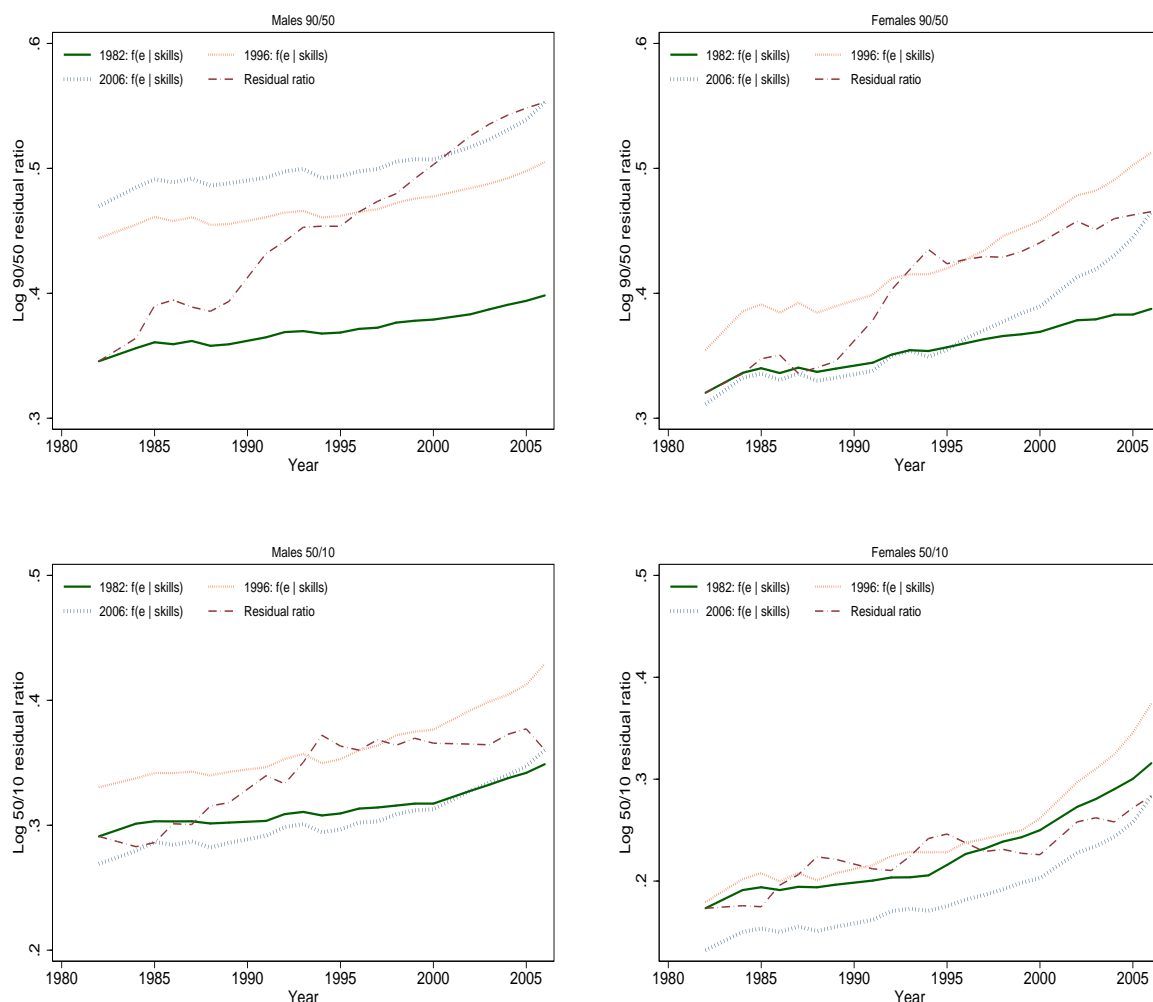 Males 90/50
.6
1982: f(e | skills)
1996: f(e | skills)
2006: f(e | skills)
Residual ratio
Log 90/50 residual ratio
.5
.4
.3
1980 1985 1990 1995 2000 2005
Year
Females 90/50
.6
1982: f(e | skills)
1996: f(e | skills)
2006: f(e | skills)
Residual ratio
Log 90/50 residual ratio
.5
.4
.3
1980 1985 1990 1995 2000 2005
Year
Males 50/10
.5
1982: f(e | skills)
1996: f(e | skills)
2006: f(e | skills)
Residual ratio
Log 50/10 residual ratio
.4
.3
.2
1980 1985 1990 1995 2000 2005
Year
Females 50/10
.5
1982: f(e | skills)
1996: f(e | skills)
2006: f(e | skills)
Residual ratio
Log 50/10 residual ratio
.4
.3
.2
1980 1985 1990 1995 2000 2005
Year